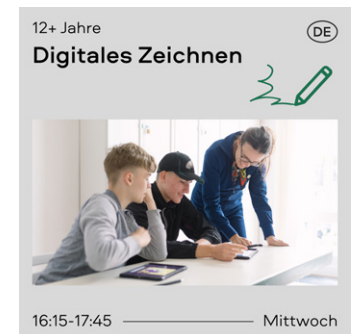 12+ Jahre
DE
Digitales Zeichnen
16:15-17:45
Mittwoch